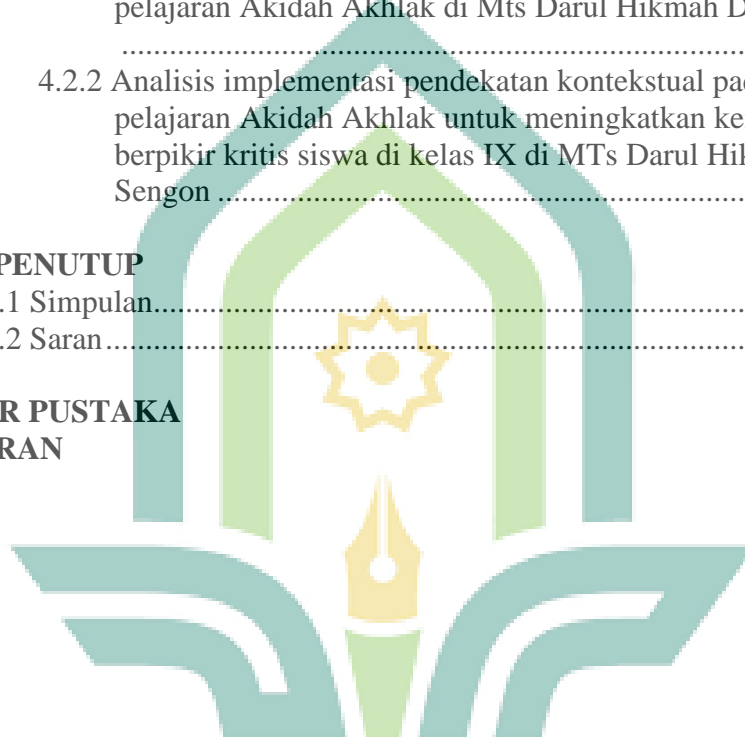 pelajaran Akidah Akhlak di Mts Darul Hikmah D
....................................................................................................
4.2.2 Analisis implementasi pendekatan kontekstual pa
pelajaran Akidah Akhlak untuk meningkatkan ke
berpikir kritis siswa di kelas IX di MTs Darul Hi
Sengon ....................................................................................
PENUTUP
.1 Simpulan...............................................................................................
.2 Saran.....................................................................................................
R PUSTAKA
RAN